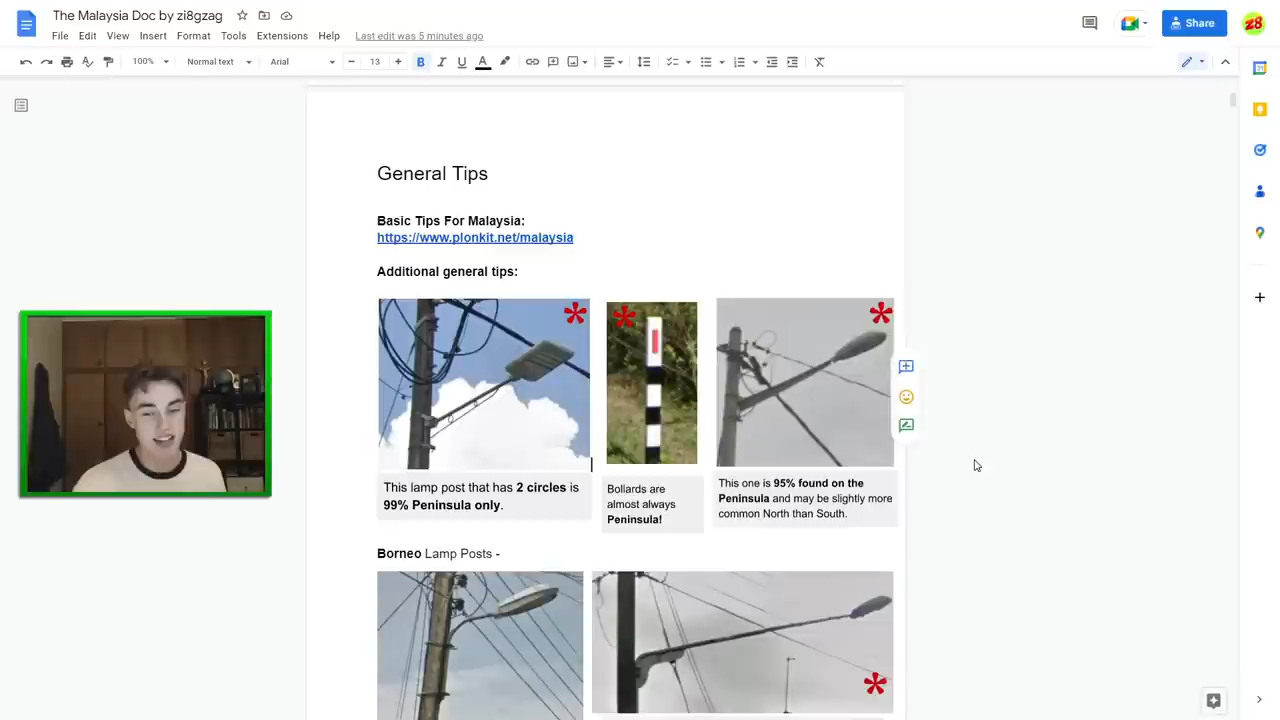 The Malaysia Doc by zi8gzag
File Edit View Insert Format Tools Extensions Help Last edit was 5 minutes ago
Share
Z8
100% Normal text Arial 13
General Tips
Basic Tips For Malaysia:
https://www.plonkit.net/malaysia
Additional general tips:
This lamp post that has 2 circles is
99% Peninsula only.
Bollards are
almost always
Peninsula!
This one is 95% found on the
Peninsula and may be slightly more
common North than South.
Borneo Lamp Posts -